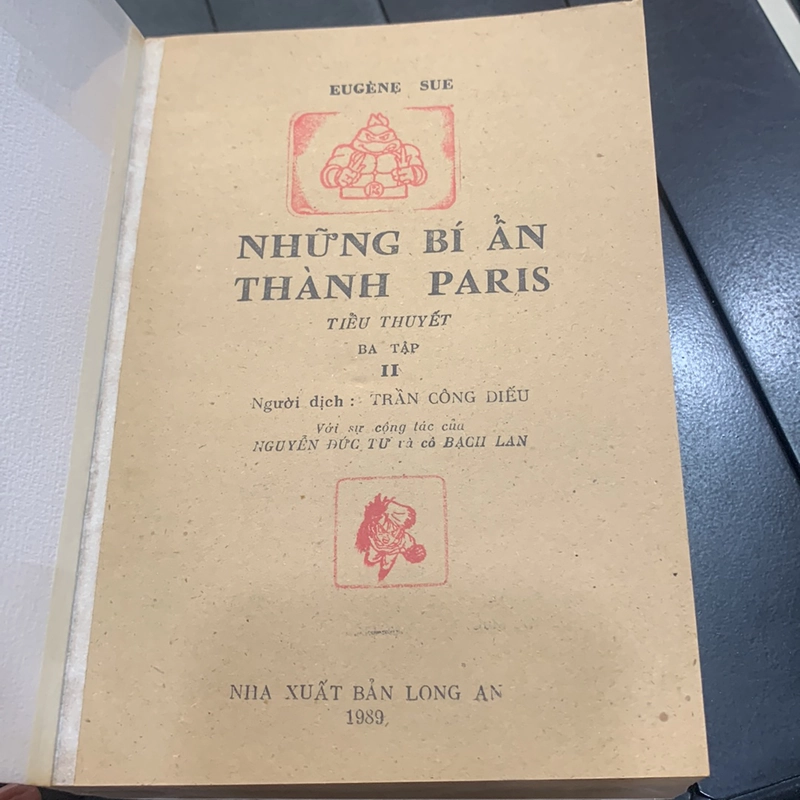 EUGÈNE SUE
NHỮNG BÍ ẨN
THÀNH PARIS
TIỂU THUYẾT
BA TẬP
II
Người dịch : TRẦN CÔNG DIẾU
Với sự cộng tác của
NGUYỄN ĐỨC TƯ và cô BẠCH LAN
NHÀ XUẤT BẢN LONG AN
1989